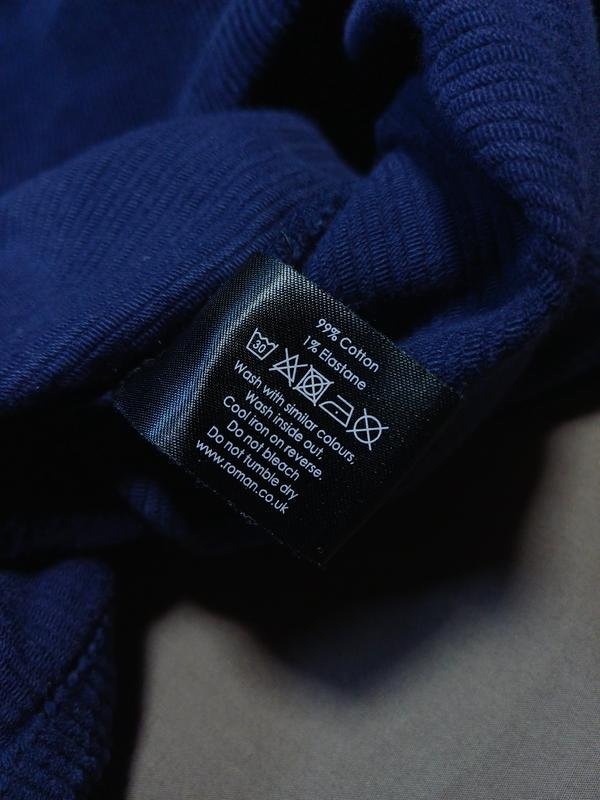 99% Cotton
1% Elastane
30
Wash with similar colours,
Wash inside out,
Cool iron on reverse.
Do not bleach
Do not tumble dry
www.roman.co.uk